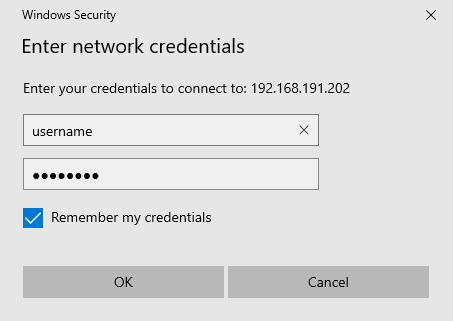 Windows Security
Enter network credentials
Enter your credentials to connect to: 192.168.191.202
username
●●●●●●●●
Remember my credentials
OK
Cancel